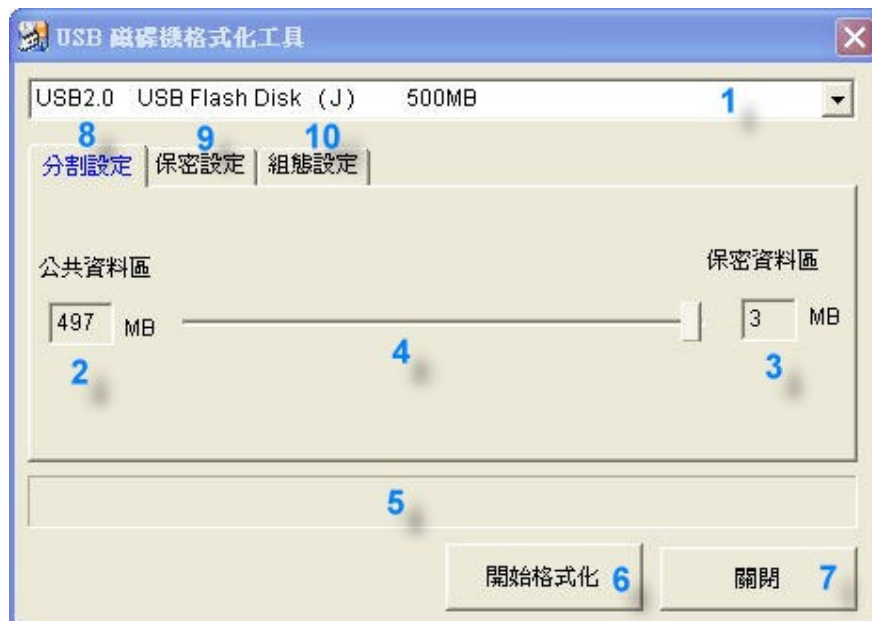 USB 磁碟機格式化工具
USB2.0 USB Flash Disk (J) 500MB 1
8 9 10
分割設定 保密設定 組態設定
公共資料區 保密資料區
497 MB 3 MB
2 4 3
5
開始格式化 6 關閉 7